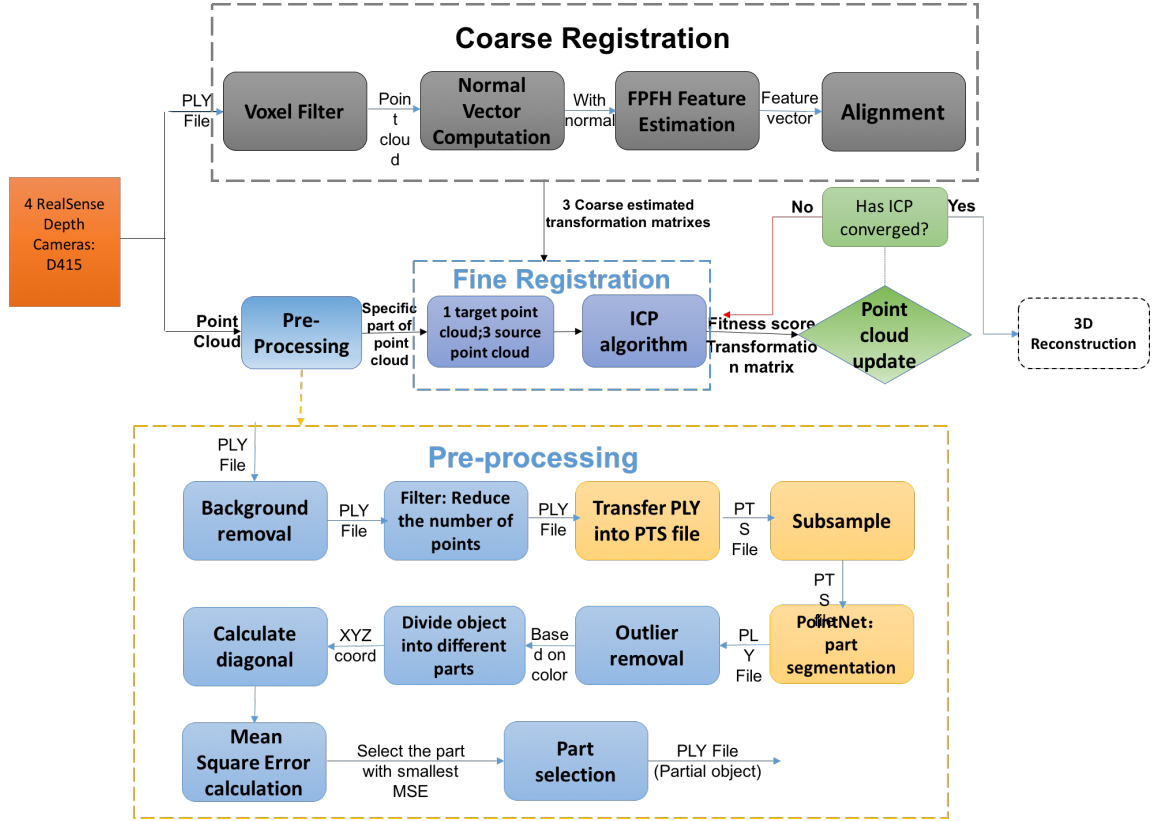 Coarse Registration
PLY
File
Voxel Filter
Poin
t
clou
d
Normal
Vector
Computation
With
normal
FPFH Feature
Estimation
Feature
vector
Alignment
4 RealSense
Depth
Cameras:
D415
3 Coarse estimated
transformation matrixes
No
Has ICP
converged?
Yes
Fine Registration
Point
Cloud
Pre-
Processing
Specific
part of
point
cloud
1 target point
cloud;3 source
point cloud
ICP
algorithm
Fitness score
Transformatio
n matrix
Point
cloud
update
3D
Reconstruction
Pre-processing
PLY
File
Background
removal
PLY
File
Filter: Reduce
the number of
points
PLY
File
Transfer PLY
into PTS file
PT
S
File
Subsample
PT
S
file
PointNet：
part
segmentation
PL
Y
File
Outlier
removal
Base
d on
color
Divide object
into different
parts
XYZ
coord
Calculate
diagonal
Mean
Square Error
calculation
Select the part
with smallest
MSE
Part
selection
PLY File
(Partial object)